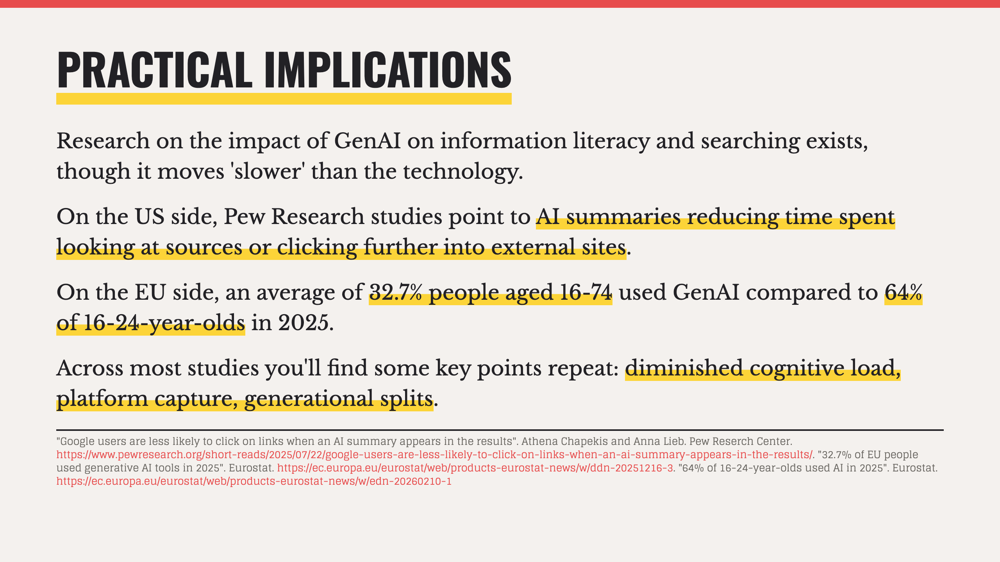 PRACTICAL IMPLICATIONS
Research on the impact of GenAI on information literacy and searching exists,
though it moves 'slower' than the technology.
On the US side, Pew Research studies point to AI summaries reducing time spent
looking at sources or clicking further into external sites.
On the EU side, an average of 32.7% people aged 16-74 used GenAI compared to 64%
of 16-24-year-olds in 2025.
Across most studies you'll find some key points repeat: diminished cognitive load,
platform capture, generational splits.
"Google users are less likely to click on links when an AI summary appears in the results". Athena Chapekis and Anna Lieb. Pew Reserch Center.
https://www.pewresearch.org/short-reads/2025/07/22/google-users-are-less-likely-to-click-on-links-when-an-ai-summary-appears-in-the-results/. "32.7% of EU people
used generative AI tools in 2025". Eurostat. https://ec.europa.eu/eurostat/web/products-eurostat-news/w/ddn-20251216-3. "64% of 16-24-year-olds used AI in 2025". Eurostat.
https://ec.europa.eu/eurostat/web/products-eurostat-news/w/edn-20260210-1